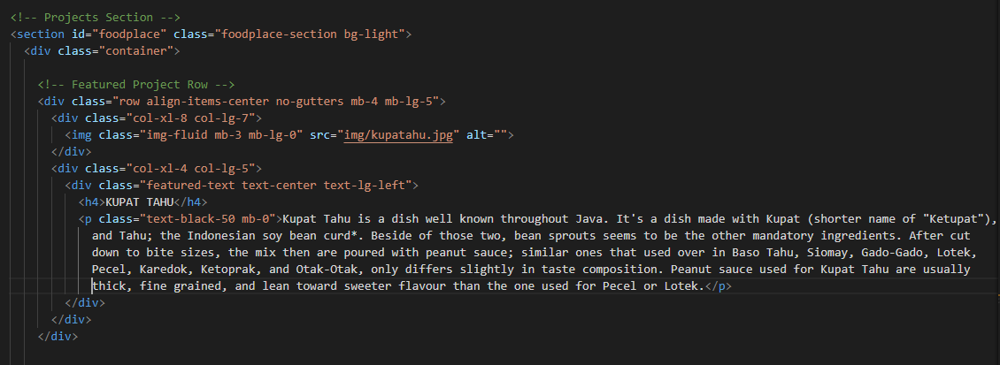 <!-- Projects Section -->
<section id="foodplace" class="foodplace-section bg-light">
<div class="container">
<!-- Featured Project Row -->
<div class="row align-items-center no-gutters mb-4 mb-lg-5">
<div class="col-xl-8 col-lg-7">
<img class="img-fluid mb-3 mb-lg-0" src="img/kupatahu.jpg" alt="">
</div>
<div class="col-xl-4 col-lg-5">
<div class="featured-text text-center text-lg-left">
<h4>KUPAT TAHU</h4>
<p class="text-black-50 mb-0">Kupat Tahu is a dish well known throughout Java. It's a dish made with Kupat (shorter name of "Ketupat"),
and Tahu; the Indonesian soy bean curd*. Beside of those two, bean sprouts seems to be the other mandatory ingredients. After cut
down to bite sizes, the mix then are poured with peanut sauce; similar ones that used over in Baso Tahu, Siomay, Gado-Gado, Lotek,
Pecel, Karedok, Ketoprak, and Otak-Otak, only differs slightly in taste composition. Peanut sauce used for Kupat Tahu are usually
thick, fine grained, and lean toward sweeter flavour than the one used for Pecel or Lotek.</p>
</div>
</div>
</div>